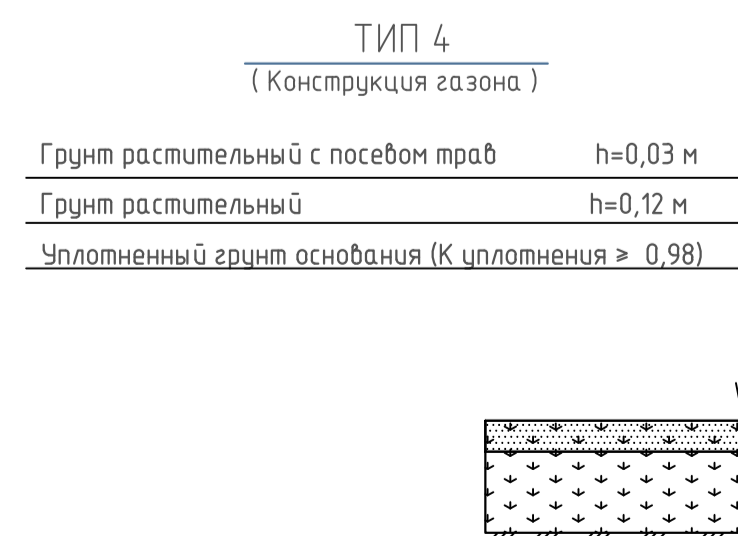 ТИП 4
( Конструкция газона )
Грунт растительный с посевом трав h=0,03 м
Грунт растительный h=0,12 м
Уплотненный грунт основания (К уплотнения ≥ 0,98)